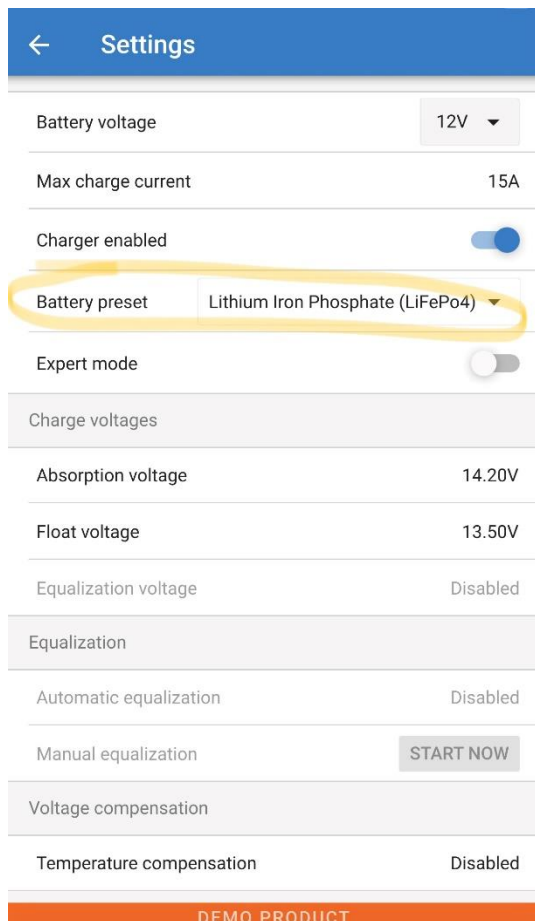 Settings
Battery voltage 12V
Max charge current 15A
Charger enabled
Battery preset Lithium Iron Phosphate (LiFePo4)
Expert mode
Charge voltages
Absorption voltage 14.20V
Float voltage 13.50V
Equalization voltage Disabled
Equalization
Automatic equalization Disabled
Manual equalization START NOW
Voltage compensation
Temperature compensation Disabled
DEMO PRODUCT